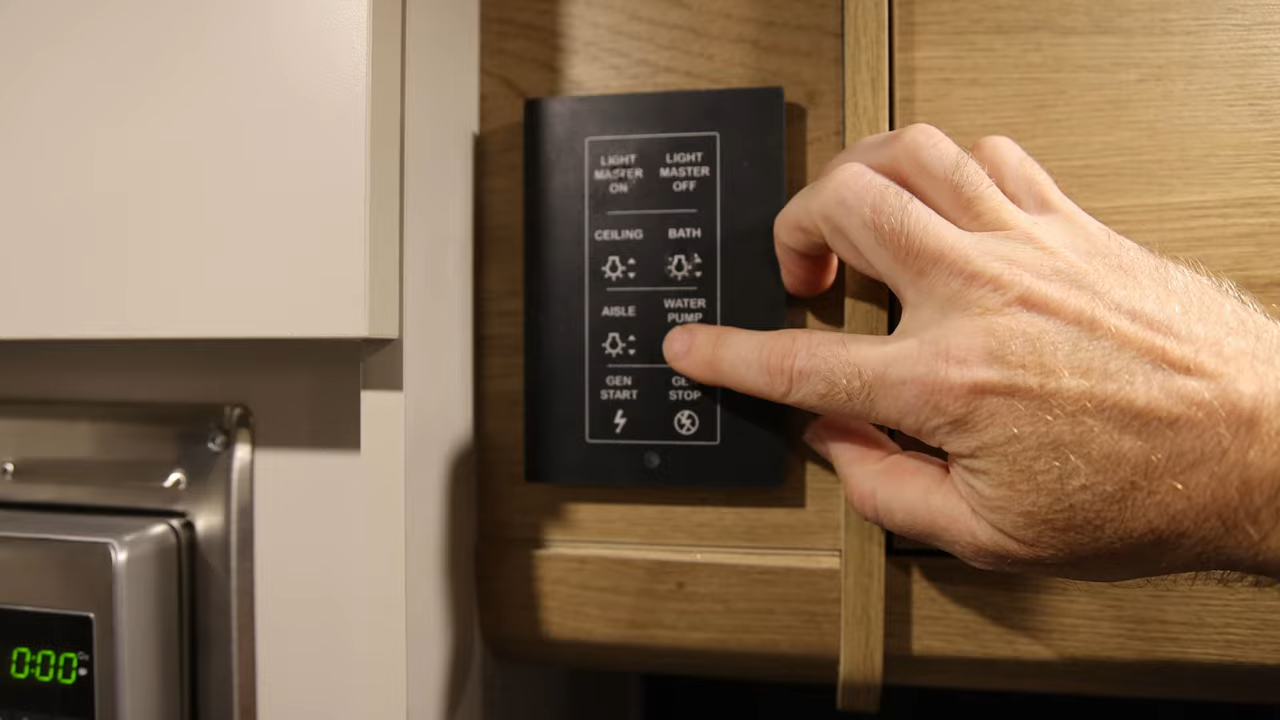 LIGHT MASTER ON
LIGHT MASTER OFF
CEILING
BATH
AISLE
WATER PUMP
GEN START
STOP
0:00